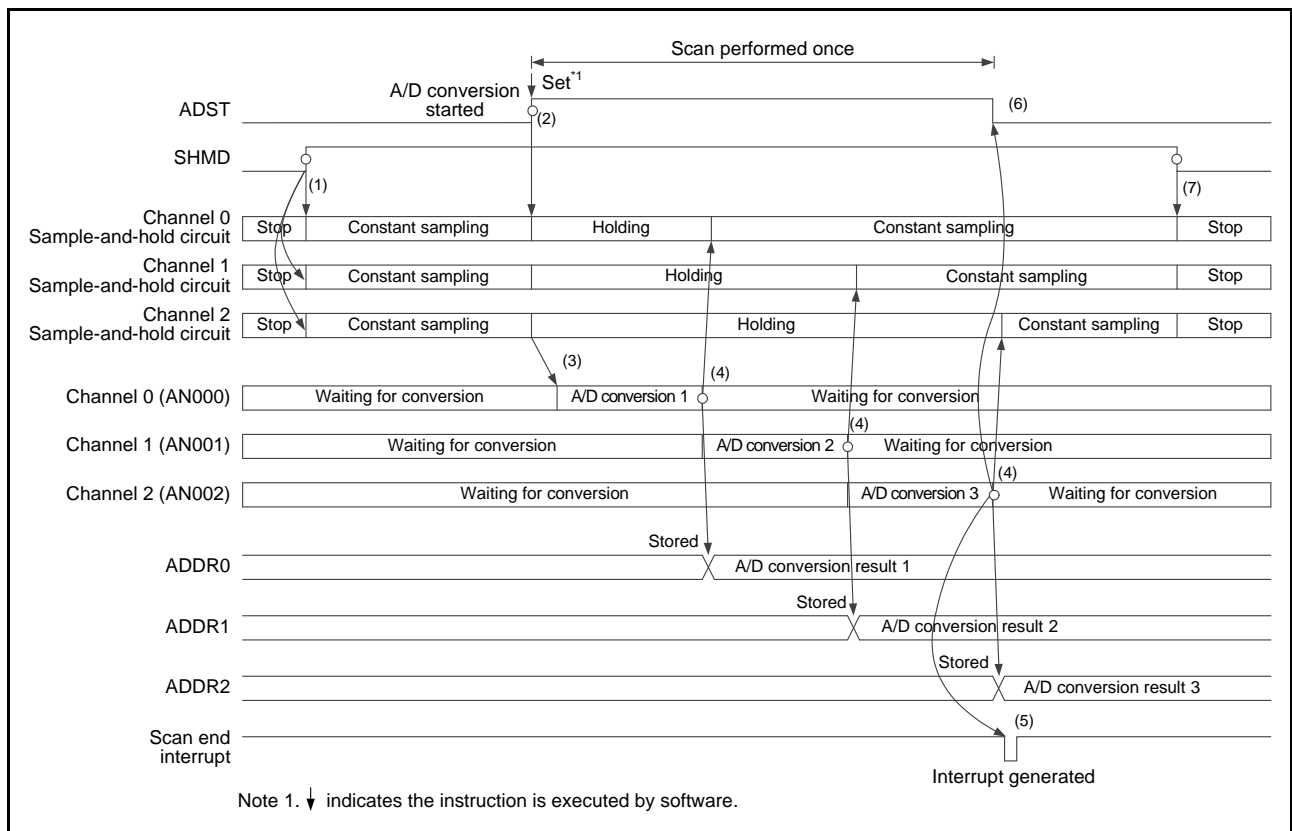 Scan performed once
A/D conversion started
Set*1
ADST
(2)
(6)
SHMD
(1)
(7)
Channel 0
Sample-and-hold circuit
Stop
Constant sampling
Holding
Constant sampling
Stop
Channel 1
Sample-and-hold circuit
Stop
Constant sampling
Holding
Constant sampling
Stop
Channel 2
Sample-and-hold circuit
Stop
Constant sampling
Holding
Constant sampling
Stop
(3)
(4)
Channel 0 (AN000)
Waiting for conversion
A/D conversion 1
Waiting for conversion
(4)
Channel 1 (AN001)
Waiting for conversion
A/D conversion 2
Waiting for conversion
(4)
Channel 2 (AN002)
Waiting for conversion
A/D conversion 3
Waiting for conversion
Stored
ADDR0
A/D conversion result 1
Stored
ADDR1
A/D conversion result 2
Stored
ADDR2
A/D conversion result 3
Scan end
interrupt
(5)
Interrupt generated
Note 1. ↓ indicates the instruction is executed by software.